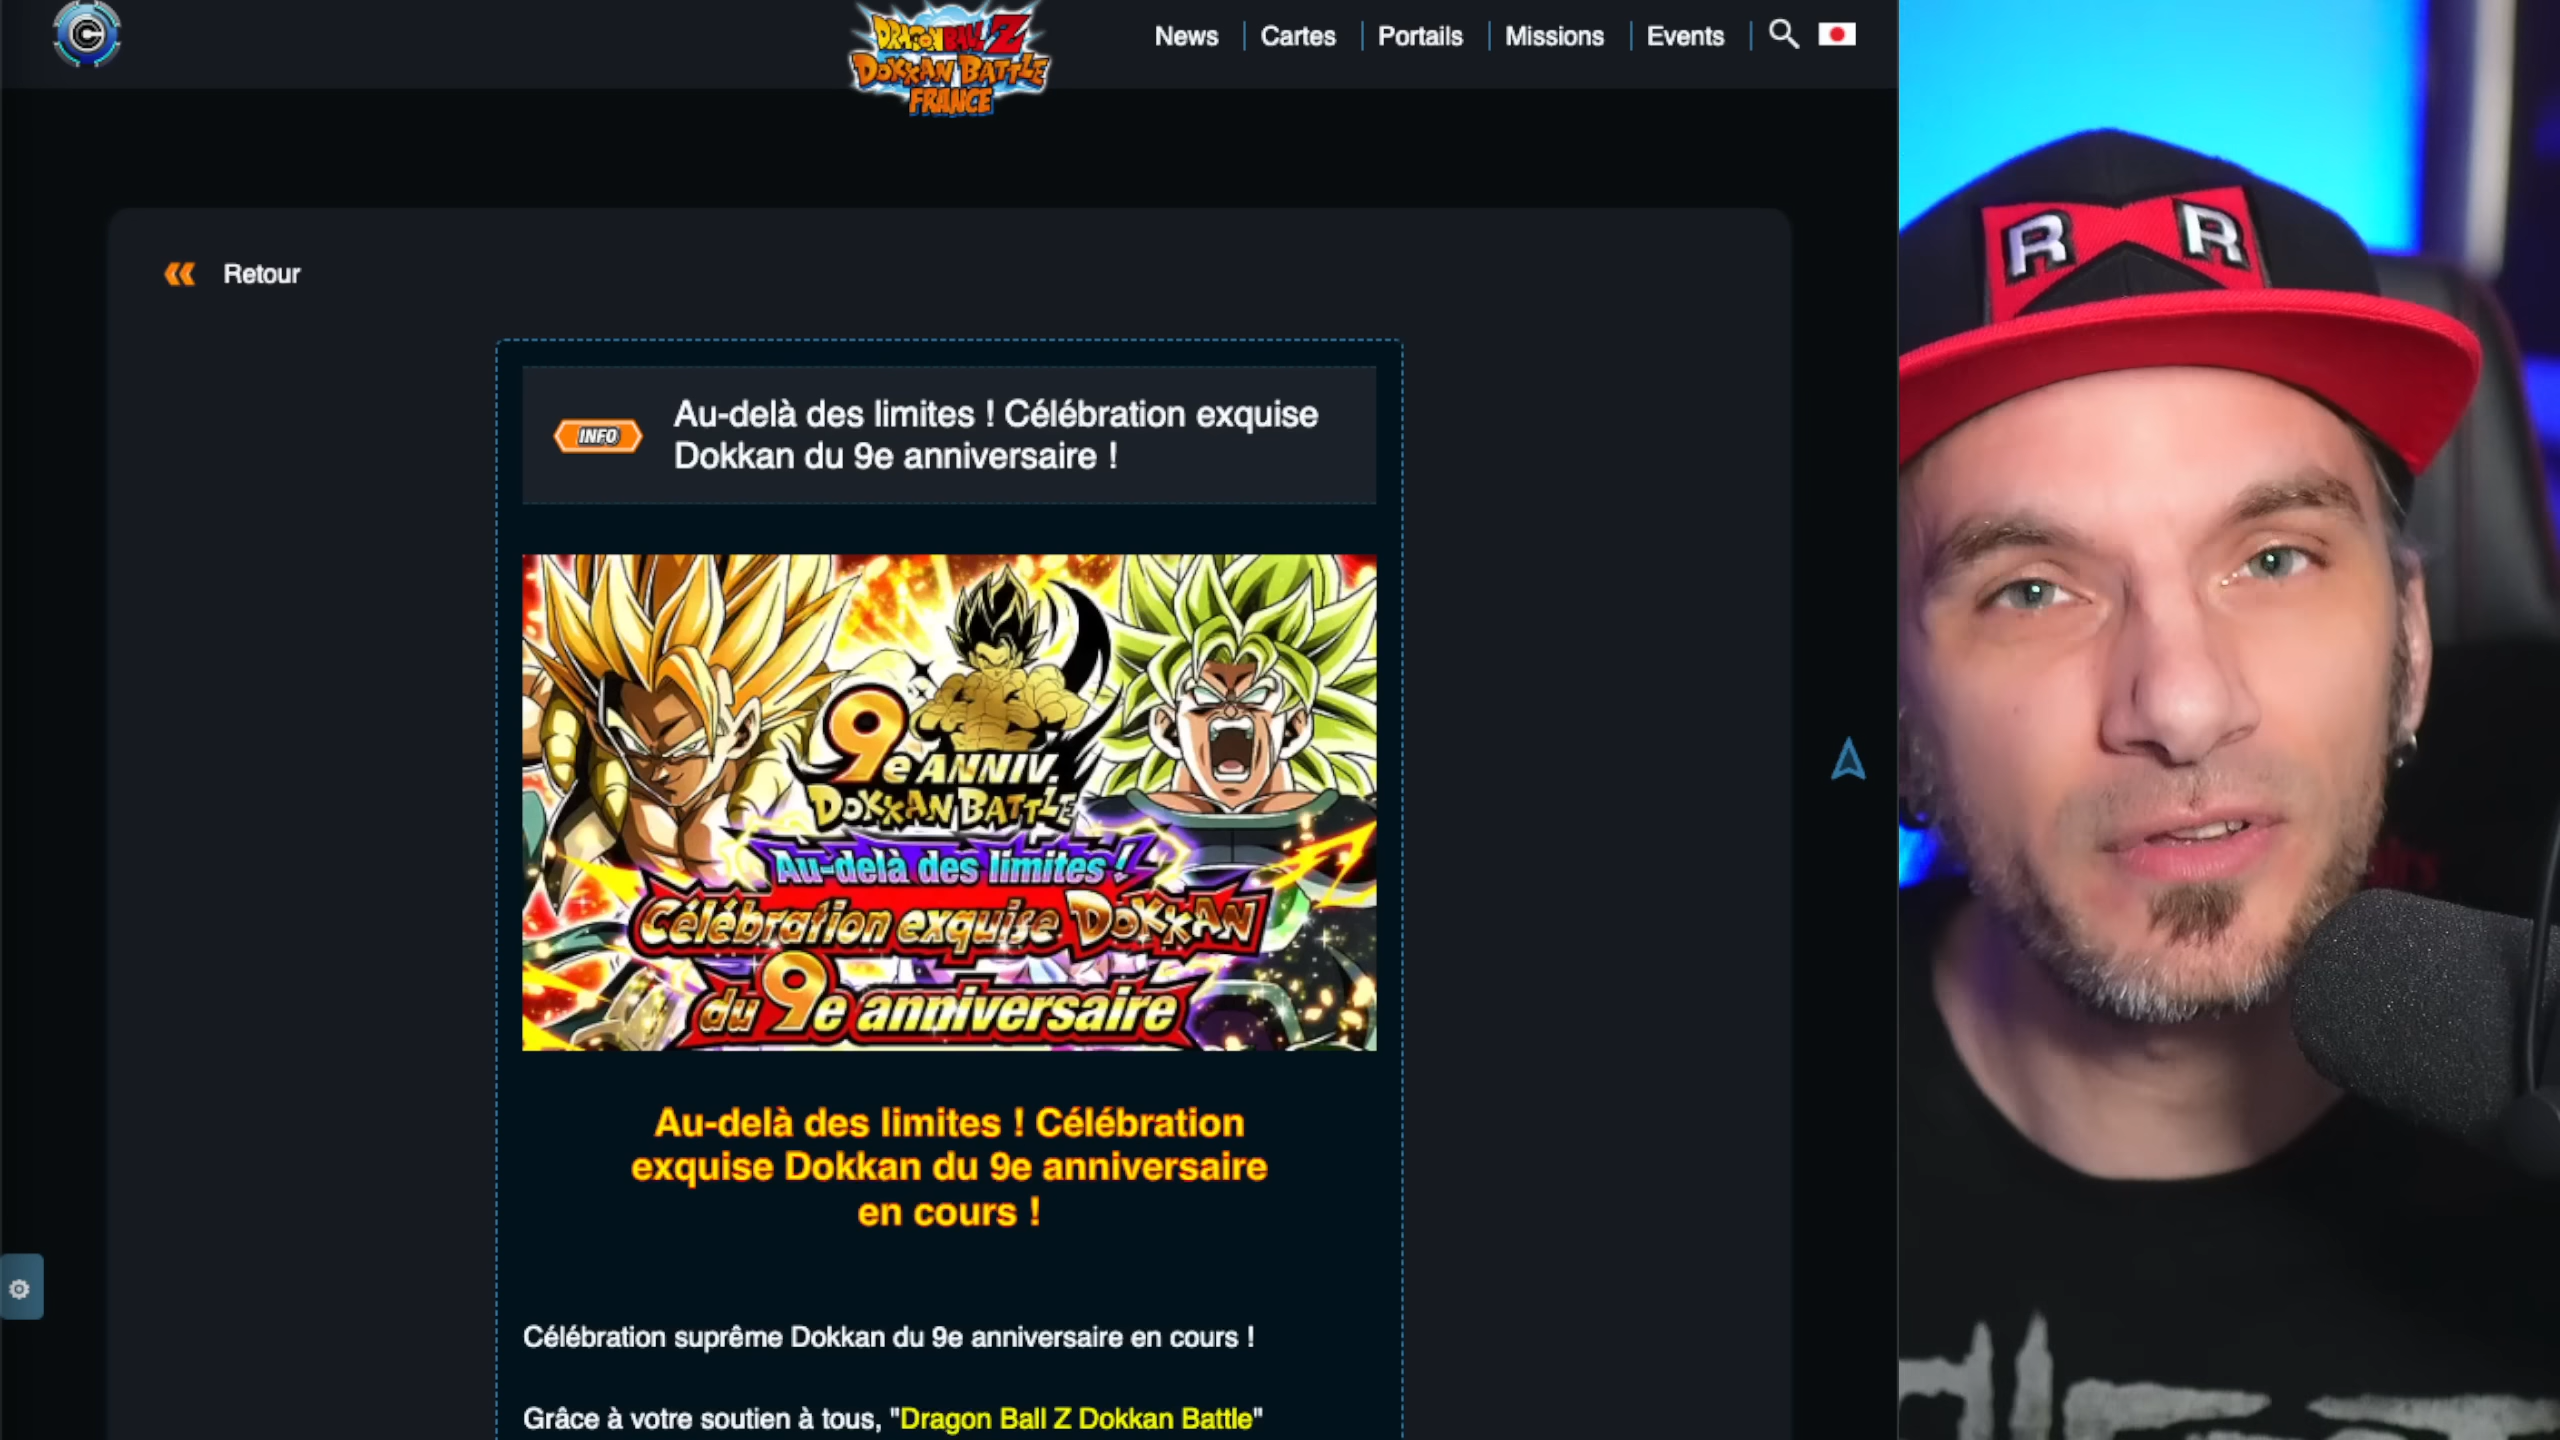 DRAGON BALL Z
DOKKAN BATTLE
FRANCE
News
Cartes
Portails
Missions
Events
Retour
INFO
Au-delà des limites ! Célébration exquise
Dokkan du 9e anniversaire !
9e ANNIV.
DOKKAN BATTLE
Au-delà des limites !
Célébration exquise DOKKAN
du 9e anniversaire
Au-delà des limites ! Célébration
exquise Dokkan du 9e anniversaire
en cours !
Célébration suprême Dokkan du 9e anniversaire en cours !
Grâce à votre soutien à tous, "Dragon Ball Z Dokkan Battle"
R R